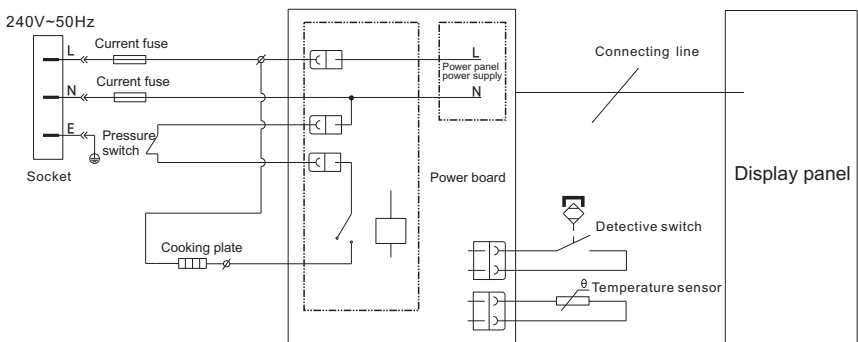 240V~50Hz
L
Current fuse
N
Current fuse
E
Pressure
switch
Socket
Cooking plate
L
Power panel
power supply
N
Power board
Connecting line
Detective switch
θ
Temperature sensor
Display panel